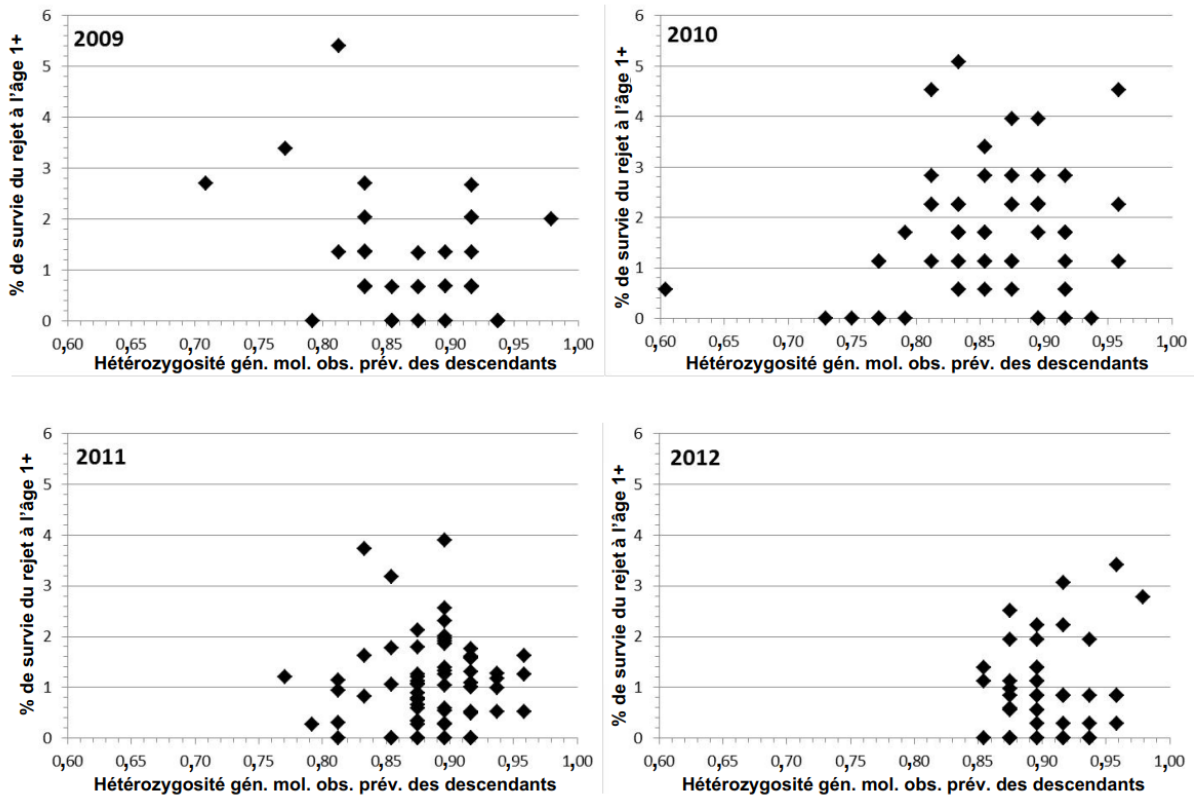 2009
% de survie du rejet à l'âge 1+
6
5
4
3
2
1
0
0,60 0,65 0,70 0,75 0,80 0,85 0,90 0,95 1,00
Hétérozygosité gén. mol. obs. prév. des descendants
2010
% de survie du rejet à l'âge 1+
6
5
4
3
2
1
0
0,60 0,65 0,70 0,75 0,80 0,85 0,90 0,95 1,00
Hétérozygosité gén. mol. obs. prév. des descendants
2011
% de survie du rejet à l'âge 1+
6
5
4
3
2
1
0
0,60 0,65 0,70 0,75 0,80 0,85 0,90 0,95 1,00
Hétérozygosité gén. mol. obs. prév. des descendants
2012
% de survie du rejet à l'âge 1+
6
5
4
3
2
1
0
0,60 0,65 0,70 0,75 0,80 0,85 0,90 0,95 1,00
Hétérozygosité gén. mol. obs. prév. des descendants